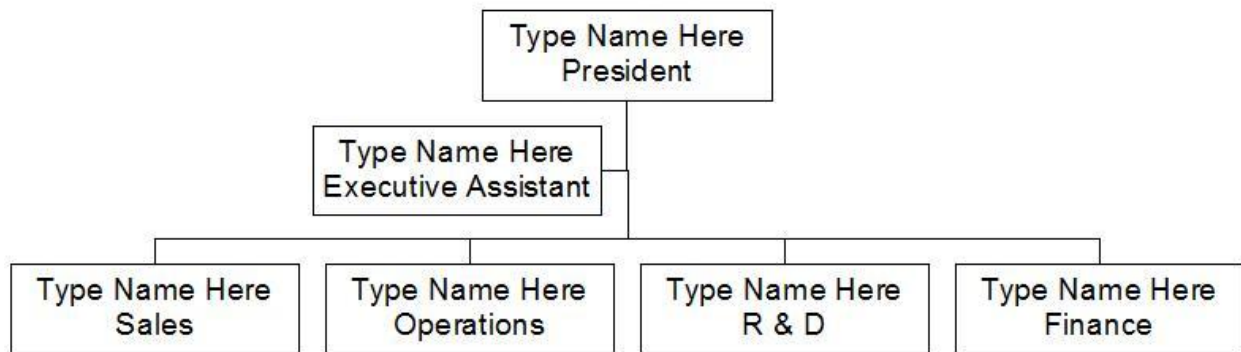 Type Name Here
President
Type Name Here
Executive Assistant
Type Name Here
Sales
Type Name Here
Operations
Type Name Here
R & D
Type Name Here
Finance